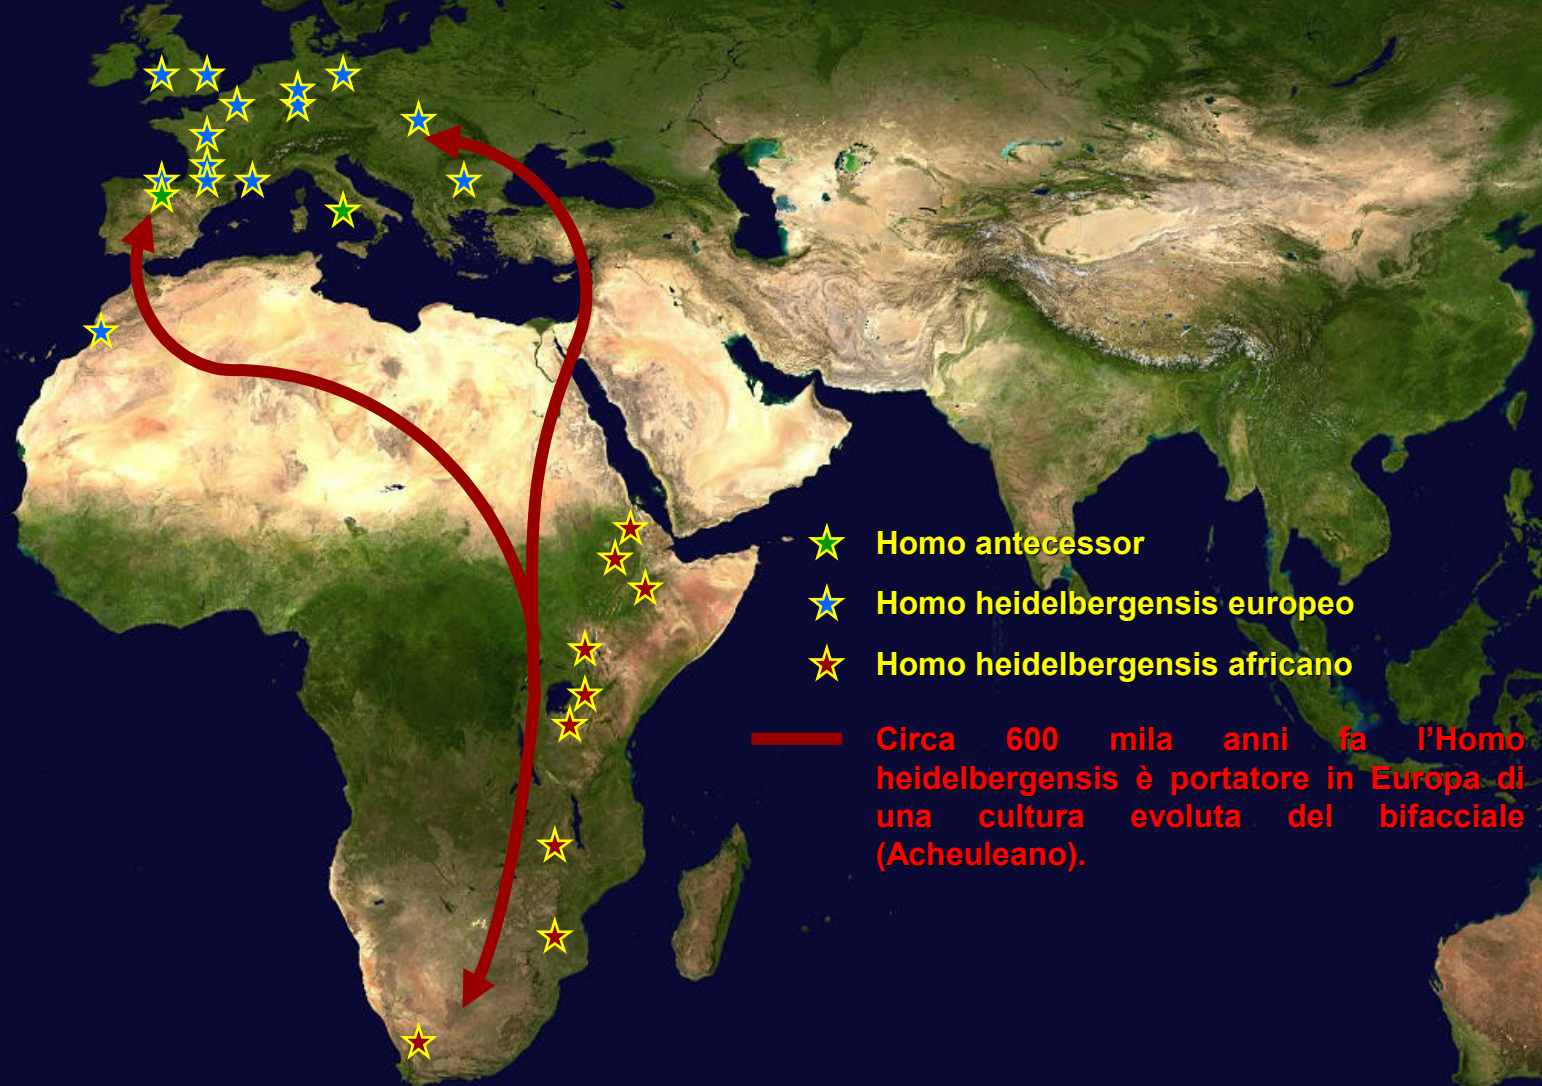 Homo antecessor
Homo heidelbergensis europeo
Homo heidelbergensis africano
Circa 600 mila anni fa l’Homo
heidelbergensis è portatore in Europa di
una cultura evoluta del bifacciale
(Acheuleano).